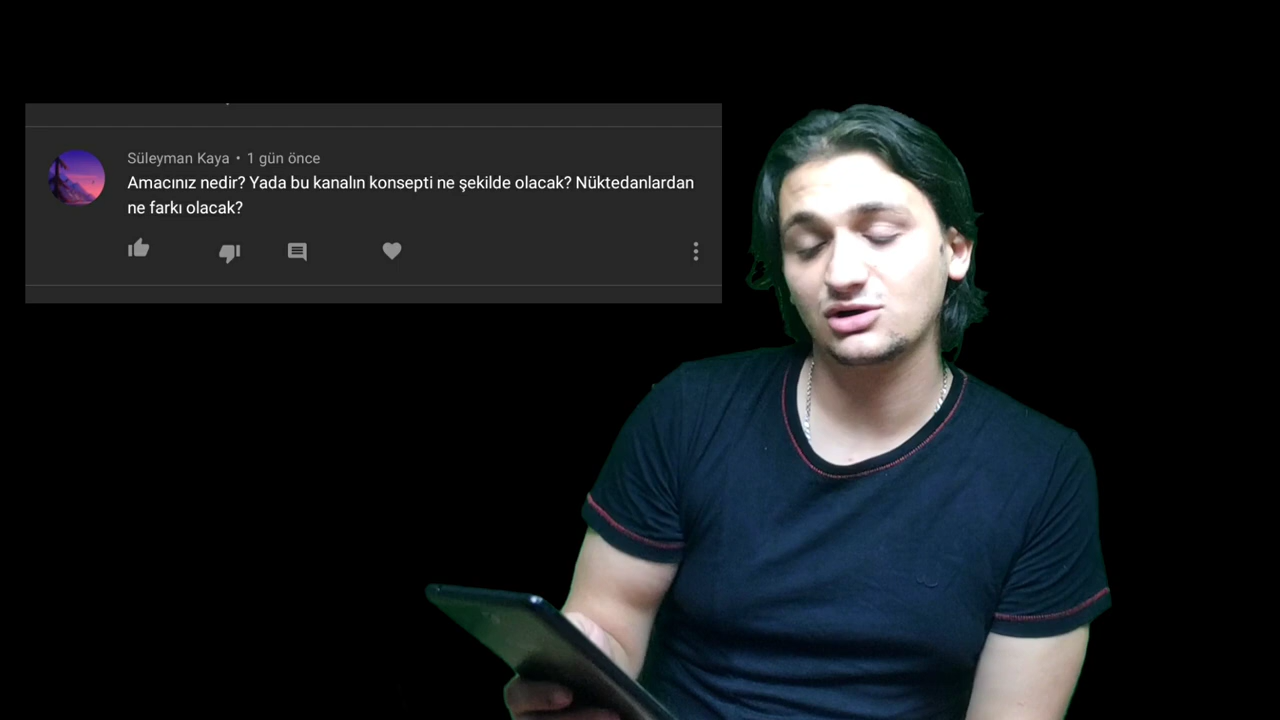 Süleyman Kaya • 1 gün önce
Amacınız nedir? Yada bu kanalın konsepti ne şekilde olacak? Nüktedanlardan
ne farkı olacak?